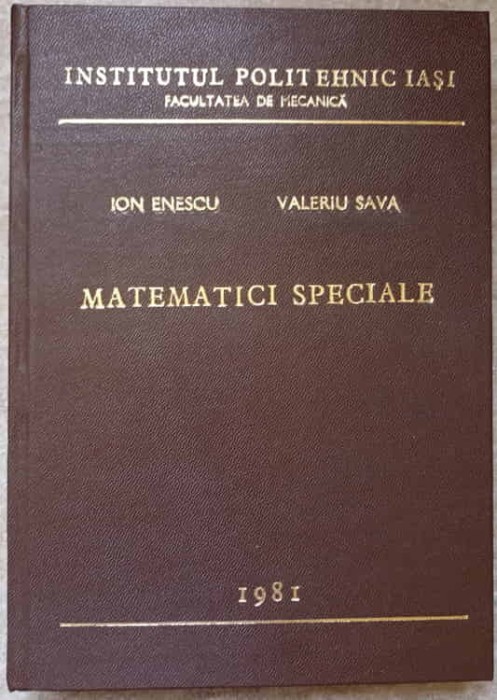 INSTITUTUL POLITEHNIC IAŞI
FACULTATEA DE MECANICĂ
ION ENESCU VALERIU SAVA
MATEMATICI SPECIALE
1981